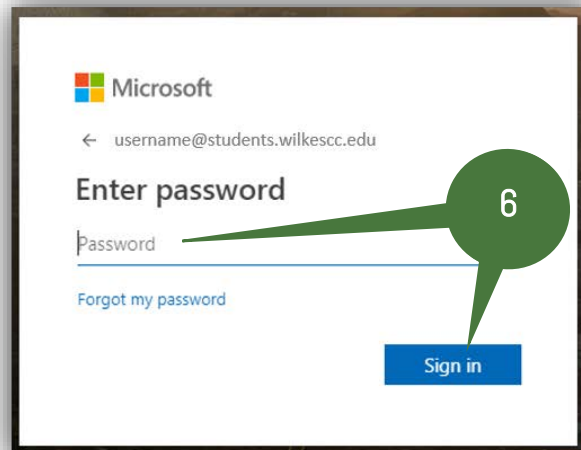 Microsoft
← username@students.wilkescc.edu
Enter password
6
Password
Forgot my password
Sign in